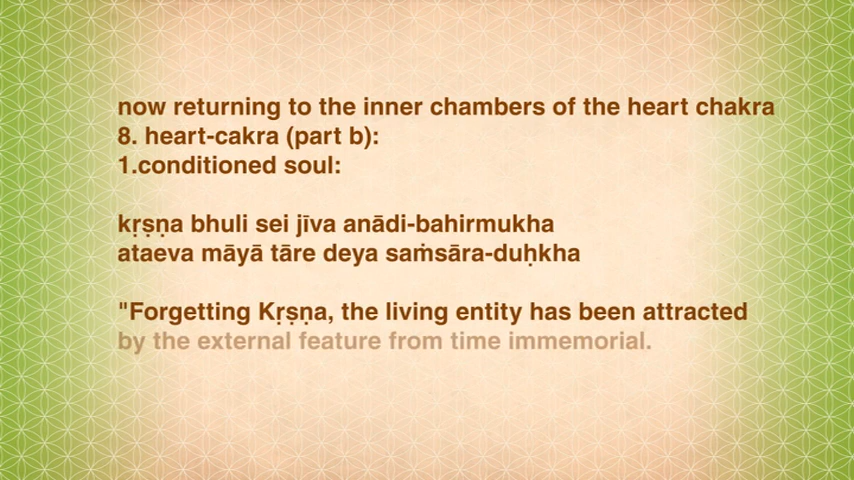 now returning to the inner chambers of the heart chakra
8. heart-cakra (part b):
1.conditioned soul:
kṛṣṇa bhuli sei jīva anādi-bahirmukha
ataeva māyā tāre deya saṁsāra-duḥkha
"Forgetting Kṛṣṇa, the living entity has been attracted
by the external feature from time immemorial.